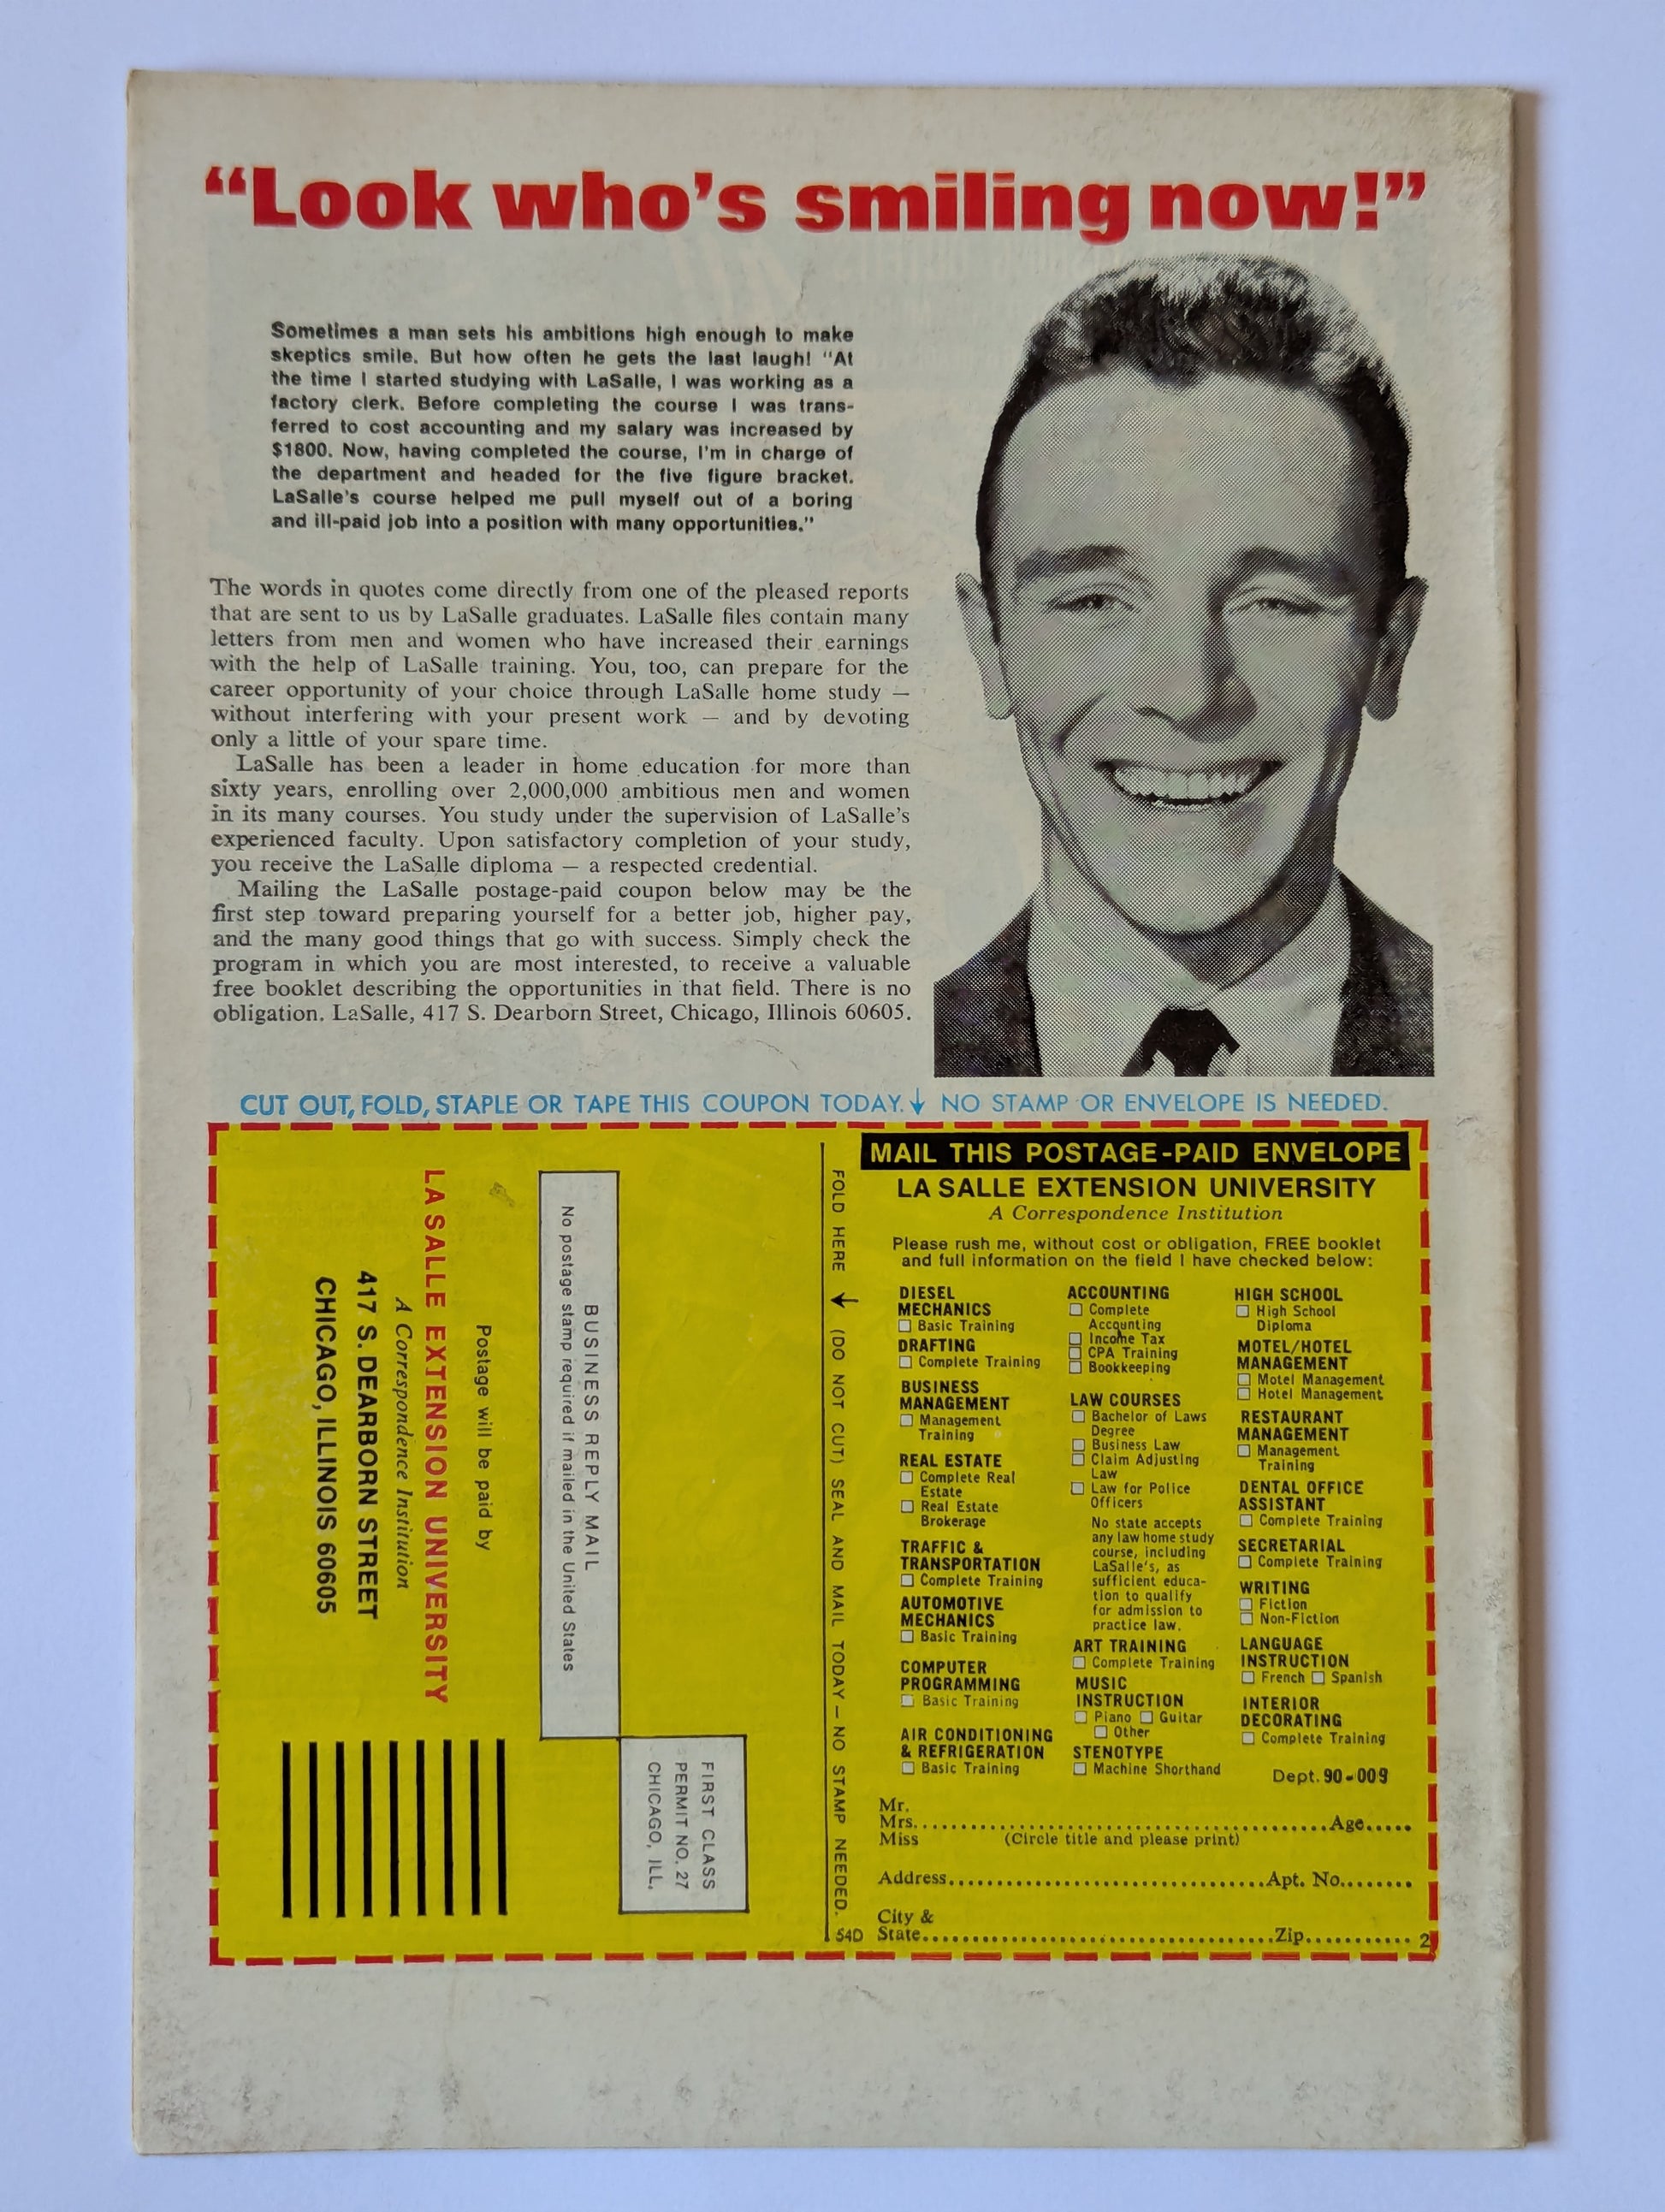 “Look who’s smiling now!”
Sometimes a man sets his ambitions high enough to make
skeptics smile. But how often he gets the last laugh! “At
the time I started studying with LaSalle, I was working as a
factory clerk. Before completing the course I was trans-
ferred to cost accounting and my salary was increased by
$1800. Now, having completed the course, I'm in charge of
the department and headed for the five figure bracket.
LaSalle's course helped me pull myself out of a boring
and ill-paid job into a position with many opportunities.”
The words in quotes come directly from one of the pleased reports
that are sent to us by LaSalle graduates. LaSalle files contain many
letters from men and women who have increased their earnings
with the help of LaSalle training. You, too, can prepare for the
career opportunity of your choice through LaSalle home study —
without interfering with your present work — and by devoting
only a little of your spare time.
LaSalle has been a leader in home education for more than
sixty years, enrolling over 2,000,000 ambitious men and women
in its many courses. You study under the supervision of LaSalle's
experienced faculty. Upon satisfactory completion of your study,
you receive the LaSalle diploma — a respected credential.
Mailing the LaSalle postage-paid coupon below may be the
first step toward preparing yourself for a better job, higher pay,
and the many good things that go with success. Simply check the
program in which you are most interested, to receive a valuable
free booklet describing the opportunities in that field. There is no
obligation. LaSalle, 417 S. Dearborn Street, Chicago, Illinois 60605.
CUT OUT, FOLD, STAPLE OR TAPE THIS COUPON TODAY. ↓ NO STAMP OR ENVELOPE IS NEEDED.
FIRST CLASS
PERMIT NO. 27
CHICAGO, ILL.
BUSINESS REPLY MAIL
No postage stamp required if mailed in the United States
Postage will be paid by
LA SALLE EXTENSION UNIVERSITY
A Correspondence Institution
417 S. DEARBORN STREET
CHICAGO, ILLINOIS 60605
FOLD HERE → (DO NOT CUT) SEAL AND MAIL TODAY — NO STAMP NEEDED.
54D
MAIL THIS POSTAGE-PAID ENVELOPE
LA SALLE EXTENSION UNIVERSITY
A Correspondence Institution
Please rush me, without cost or obligation, FREE booklet
and full information on the field I have checked below:
DIESEL
MECHANICS
☐ Basic Training
DRAFTING
☐ Complete Training
BUSINESS
MANAGEMENT
☐ Management
Training
REAL ESTATE
☐ Complete Real
Estate
☐ Real Estate
Brokerage
TRAFFIC &
TRANSPORTATION
☐ Complete Training
AUTOMOTIVE
MECHANICS
☐ Basic Training
COMPUTER
PROGRAMMING
☐ Basic Training
AIR CONDITIONING
& REFRIGERATION
☐ Basic Training
ACCOUNTING
☐ Complete
Accounting
☐ Income Tax
☐ CPA Training
☐ Bookkeeping
LAW COURSES
☐ Bachelor of Laws
Degree
☐ Business Law
☐ Claim Adjusting
Law
☐ Law for Police
Officers
No state accepts
any law home study
course, including
LaSalle's, as
sufficient educa-
tion to qualify
for admission to
practice law.
ART TRAINING
☐ Complete Training
MUSIC
INSTRUCTION
☐ Piano ☐ Guitar
☐ Other
STENOTYPE
☐ Machine Shorthand
HIGH SCHOOL
☐ High School
Diploma
MOTEL/HOTEL
MANAGEMENT
☐ Motel Management
☐ Hotel Management
RESTAURANT
MANAGEMENT
☐ Management
Training
DENTAL OFFICE
ASSISTANT
☐ Complete Training
SECRETARIAL
☐ Complete Training
WRITING
☐ Fiction
☐ Non-Fiction
LANGUAGE
INSTRUCTION
☐ French ☐ Spanish
INTERIOR
DECORATING
☐ Complete Training
Dept. 90-009
Mr.
Mrs. Age
Miss (Circle title and please print)
Address Apt. No.
City &
State Zip 2